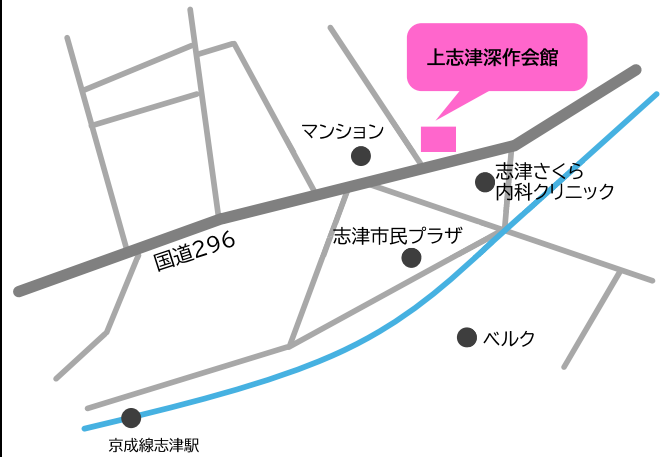 上志津深作会館
マンション
志津さくら
内科クリニック
国道296
志津市民プラザ
ベルク
京成線志津駅